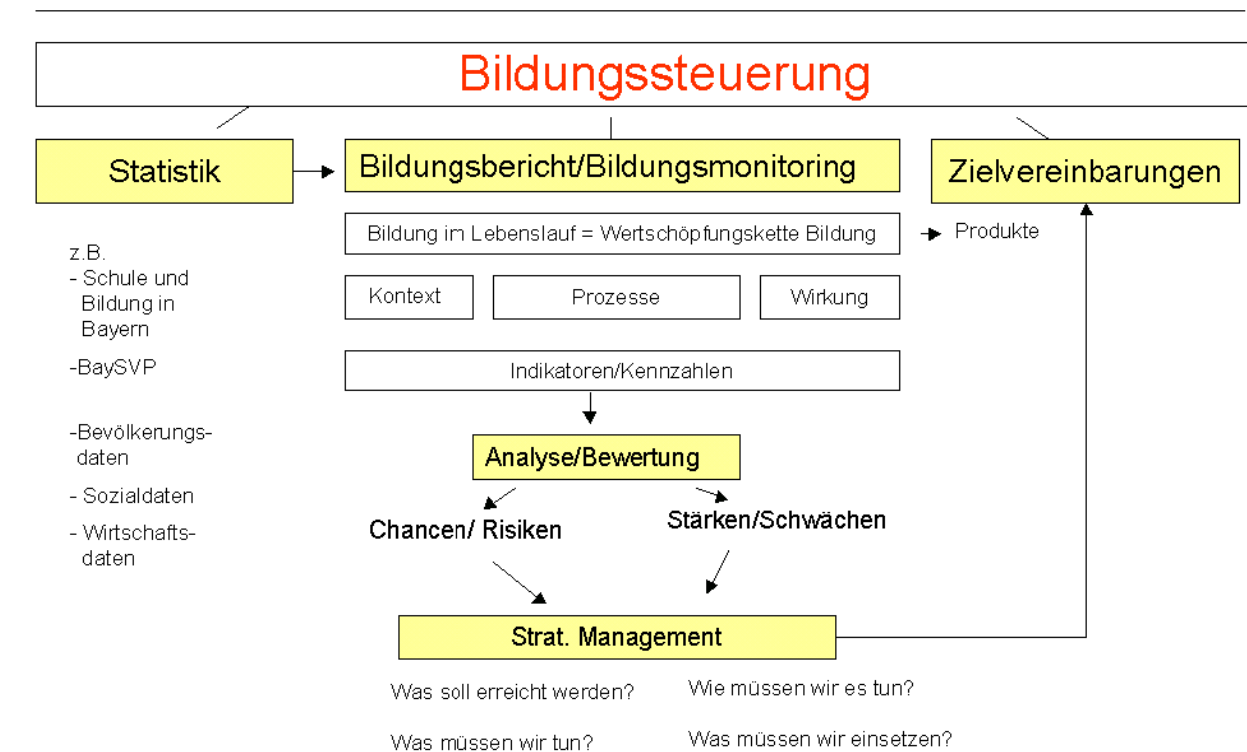 Bildungssteuerung
Statistik
Bildungsbericht/Bildungsmonitoring
Zielvereinbarungen
z.B.
- Schule und
Bildung in
Bayern
-BaySVP
-Bevölkerungs-
daten
- Sozialdaten
- Wirtschafts-
daten
Bildung im Lebenslauf = Wertschöpfungskette Bildung
Produkte
Kontext
Prozesse
Wirkung
Indikatoren/Kennzahlen
Analyse/Bewertung
Chancen/ Risiken
Stärken/Schwächen
Strat. Management
Was soll erreicht werden?
Wie müssen wir es tun?
Was müssen wir tun?
Was müssen wir einsetzen?